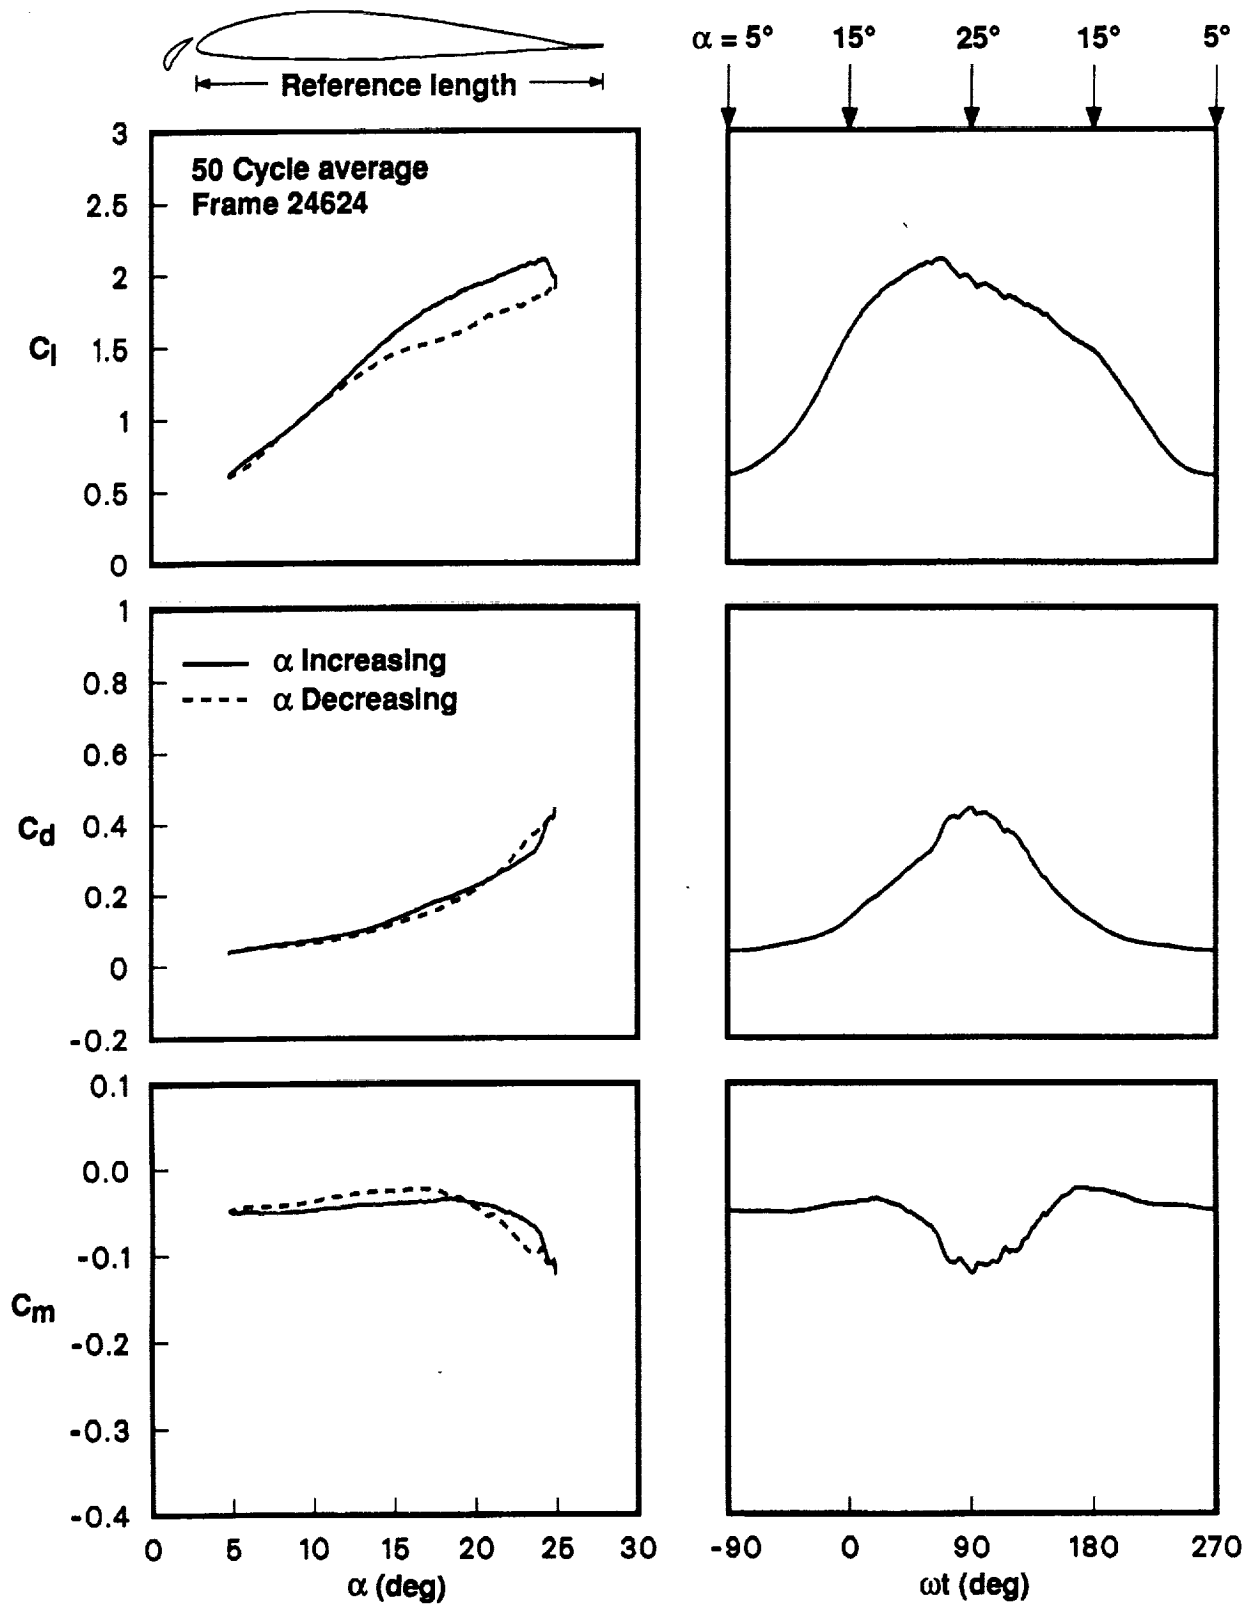 α = 5° 15° 25° 15° 5°
Reference length
50 Cycle average
Frame 24624
Cl
3
2.5
2
1.5
1
0.5
0
α Increasing
α Decreasing
Cd
1
0.8
0.6
0.4
0.2
0
-0.2
Cm
0.1
0.0
-0.1
-0.2
-0.3
-0.4
0 5 10 15 20 25 30
α (deg)
-90 0 90 180 270
ωt (deg)